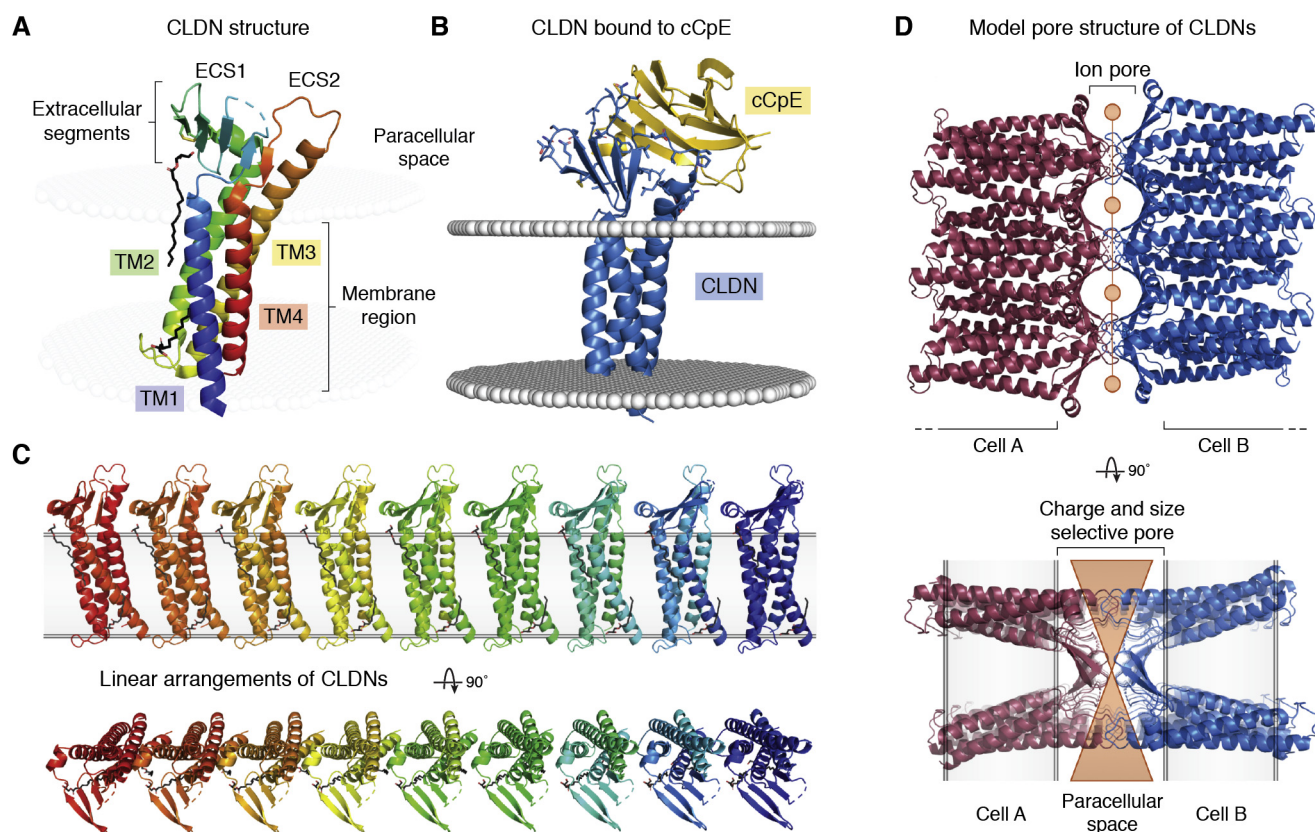 A
CLDN structure
ECS1
ECS2
Extracellular
segments
TM2
TM3
TM4
TM1
Membrane
region
B
CLDN bound to cCpE
cCpE
Paracellular
space
CLDN
C
Linear arrangements of CLDNs
90°
D
Model pore structure of CLDNs
Ion pore
Cell A
Cell B
90°
Charge and size
selective pore
Cell A
Paracellular
space
Cell B